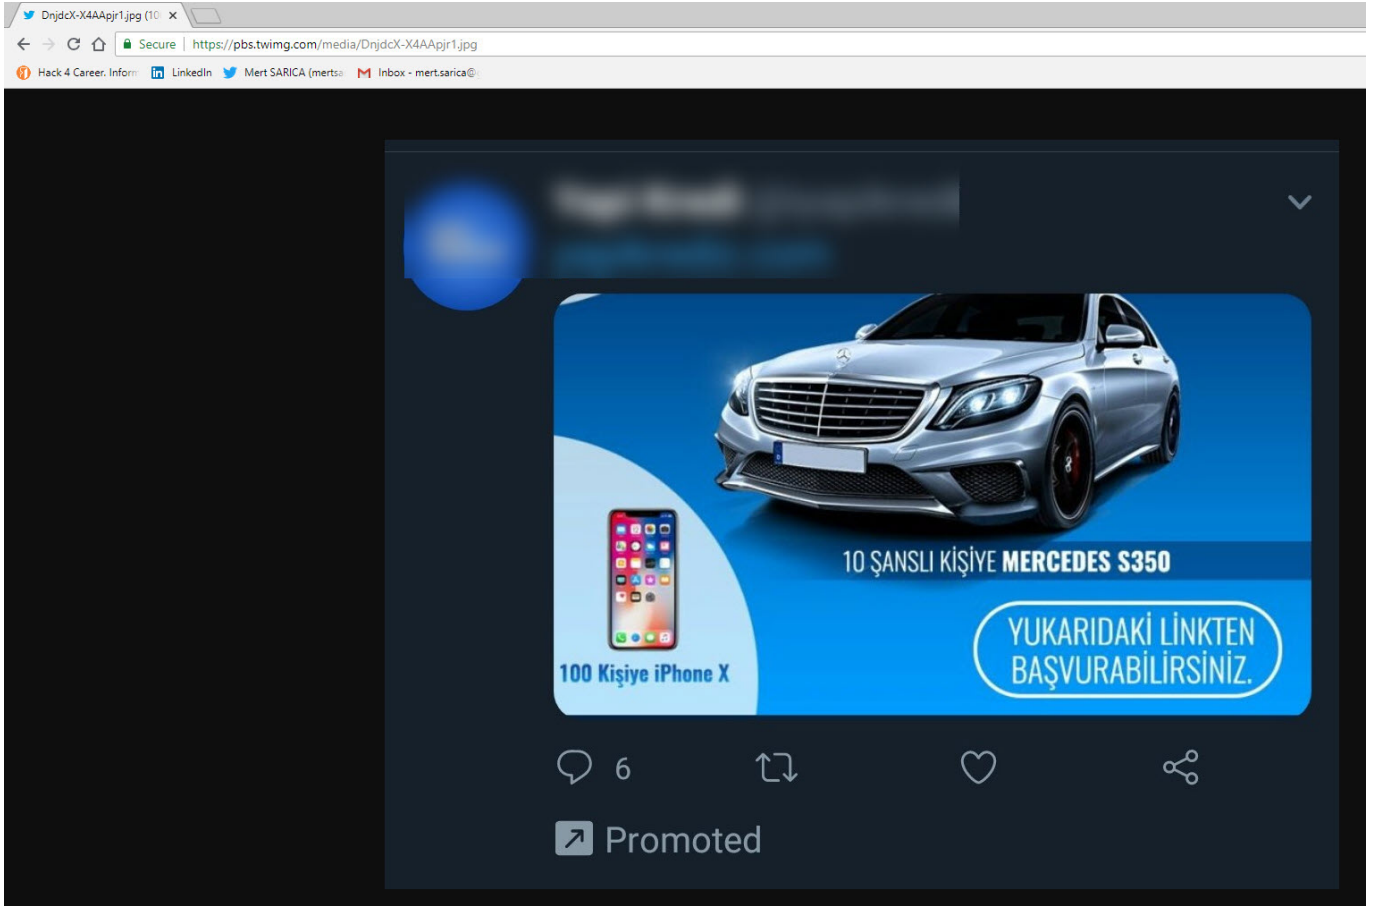 DnjdcX-X4AApjr1.jpg (10
Secure https://pbs.twimg.com/media/DnjdcX-X4AApjr1.jpg
Hack 4 Career. Inform LinkedIn Mert SARICA (mertsa Inbox - mert.sarica@
10 ŞANSLI KİŞİYE MERCEDES S350
YUKARIDAKİ LİNKTEN
BAŞVURABİLİRSİNİZ.
100 Kişiye iPhone X
6
Promoted